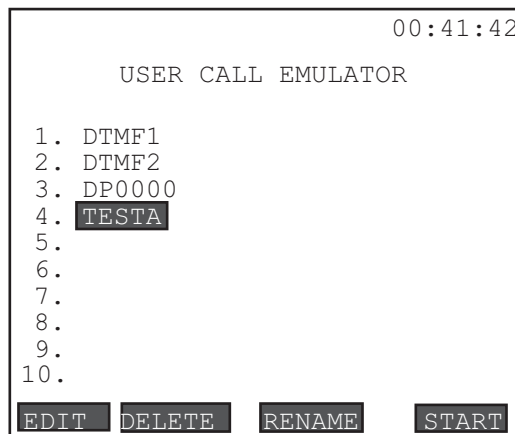 00:41:42
USER CALL EMULATOR
1. DTMF1
2. DTMF2
3. DP0000
4. TESTA
5.
6.
7.
8.
9.
10.
EDIT DELETE RENAME START